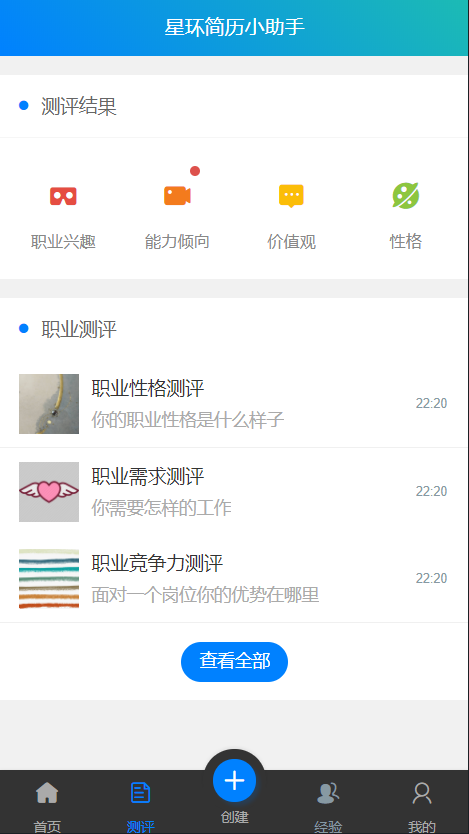 星环简历小助手
测评结果
职业兴趣 能力倾向 价值观 性格
职业测评
职业性格测评
你的职业性格是什么样子
22:20
职业需求测评
你需要怎样的工作
22:20
职业竞争力测评
面对一个岗位你的优势在哪里
22:20
查看全部
首页 测评 创建 经验 我的